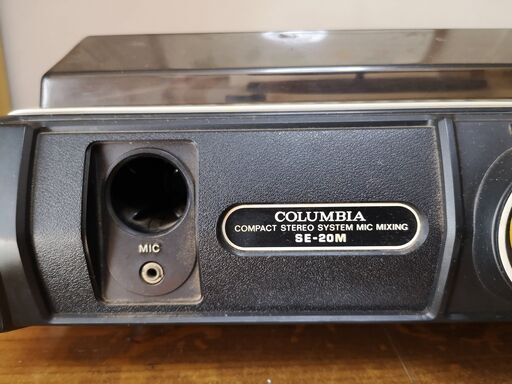 MIC
COLUMBIA
COMPACT STEREO SYSTEM MIC MIXING
SE-20M